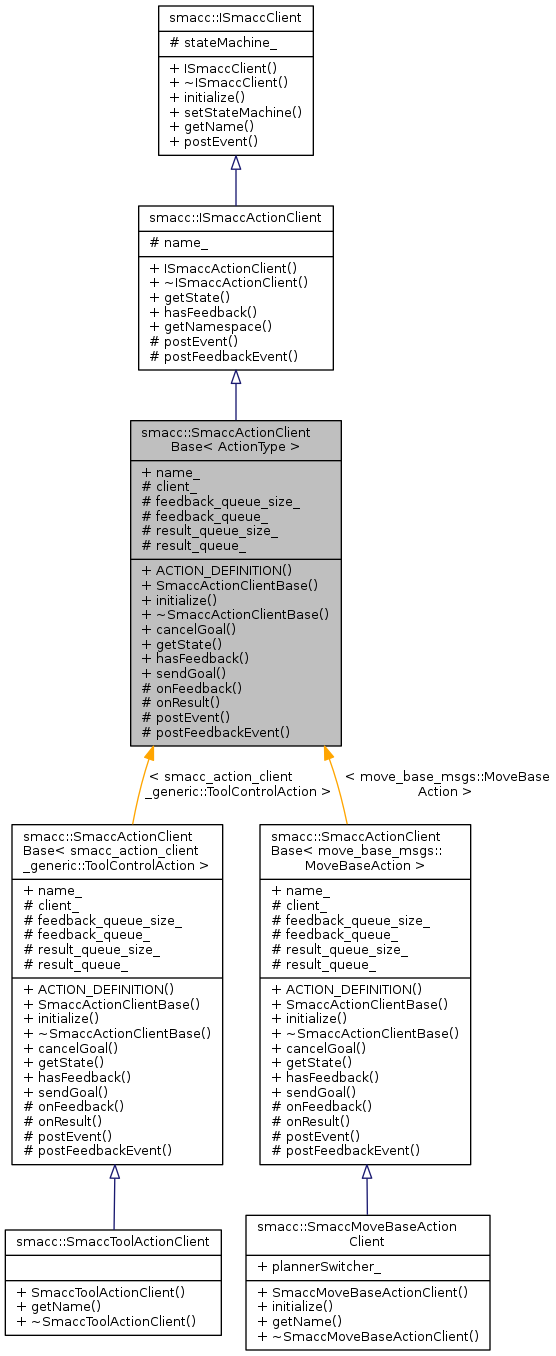 smacc::ISmaccClient
# stateMachine_
+ ISmaccClient()
+ ~ISmaccClient()
+ initialize()
+ setStateMachine()
+ getName()
+ postEvent()
smacc::ISmaccActionClient
# name_
+ ISmaccActionClient()
+ ~ISmaccActionClient()
+ getState()
+ hasFeedback()
+ getNamespace()
# postEvent()
# postFeedbackEvent()
smacc::SmaccActionClient
Base< ActionType >
+ name_
# client_
# feedback_queue_size_
# feedback_queue_
# result_queue_size_
# result_queue_
+ ACTION_DEFINITION()
+ SmaccActionClientBase()
+ initialize()
+ ~SmaccActionClientBase()
+ cancelGoal()
+ getState()
+ hasFeedback()
+ sendGoal()
# onFeedback()
# onResult()
# postEvent()
# postFeedbackEvent()
< smacc_action_client
_generic::ToolControlAction >
< move_base_msgs::MoveBase
Action >
smacc::SmaccActionClient
Base< smacc_action_client
_generic::ToolControlAction >
+ name_
# client_
# feedback_queue_size_
# feedback_queue_
# result_queue_size_
# result_queue_
+ ACTION_DEFINITION()
+ SmaccActionClientBase()
+ initialize()
+ ~SmaccActionClientBase()
+ cancelGoal()
+ getState()
+ hasFeedback()
+ sendGoal()
# onFeedback()
# onResult()
# postEvent()
# postFeedbackEvent()
smacc::SmaccActionClient
Base< move_base_msgs::
MoveBaseAction >
+ name_
# client_
# feedback_queue_size_
# feedback_queue_
# result_queue_size_
# result_queue_
+ ACTION_DEFINITION()
+ SmaccActionClientBase()
+ initialize()
+ ~SmaccActionClientBase()
+ cancelGoal()
+ getState()
+ hasFeedback()
+ sendGoal()
# onFeedback()
# onResult()
# postEvent()
# postFeedbackEvent()
smacc::SmaccToolActionClient
+ SmaccToolActionClient()
+ getName()
+ ~SmaccToolActionClient()
smacc::SmaccMoveBaseAction
Client
+ plannerSwitcher_
+ SmaccMoveBaseActionClient()
+ initialize()
+ getName()
+ ~SmaccMoveBaseActionClient()